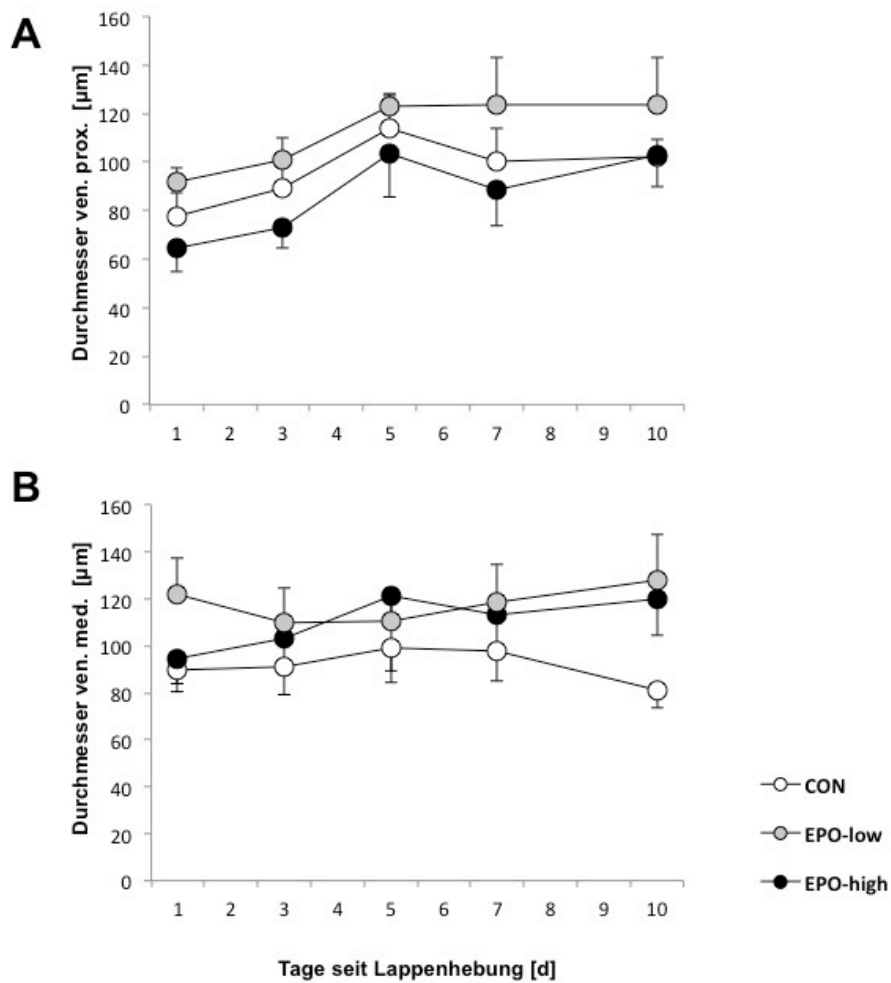 A
Durchmesser ven. prox. [µm]
160
140
120
100
80
60
40
20
0
1 2 3 4 5 6 7 8 9 10
B
Durchmesser ven. med. [µm]
160
140
120
100
80
60
40
20
0
1 2 3 4 5 6 7 8 9 10
Tage seit Lappenhebung [d]
CON
EPO-low
EPO-high